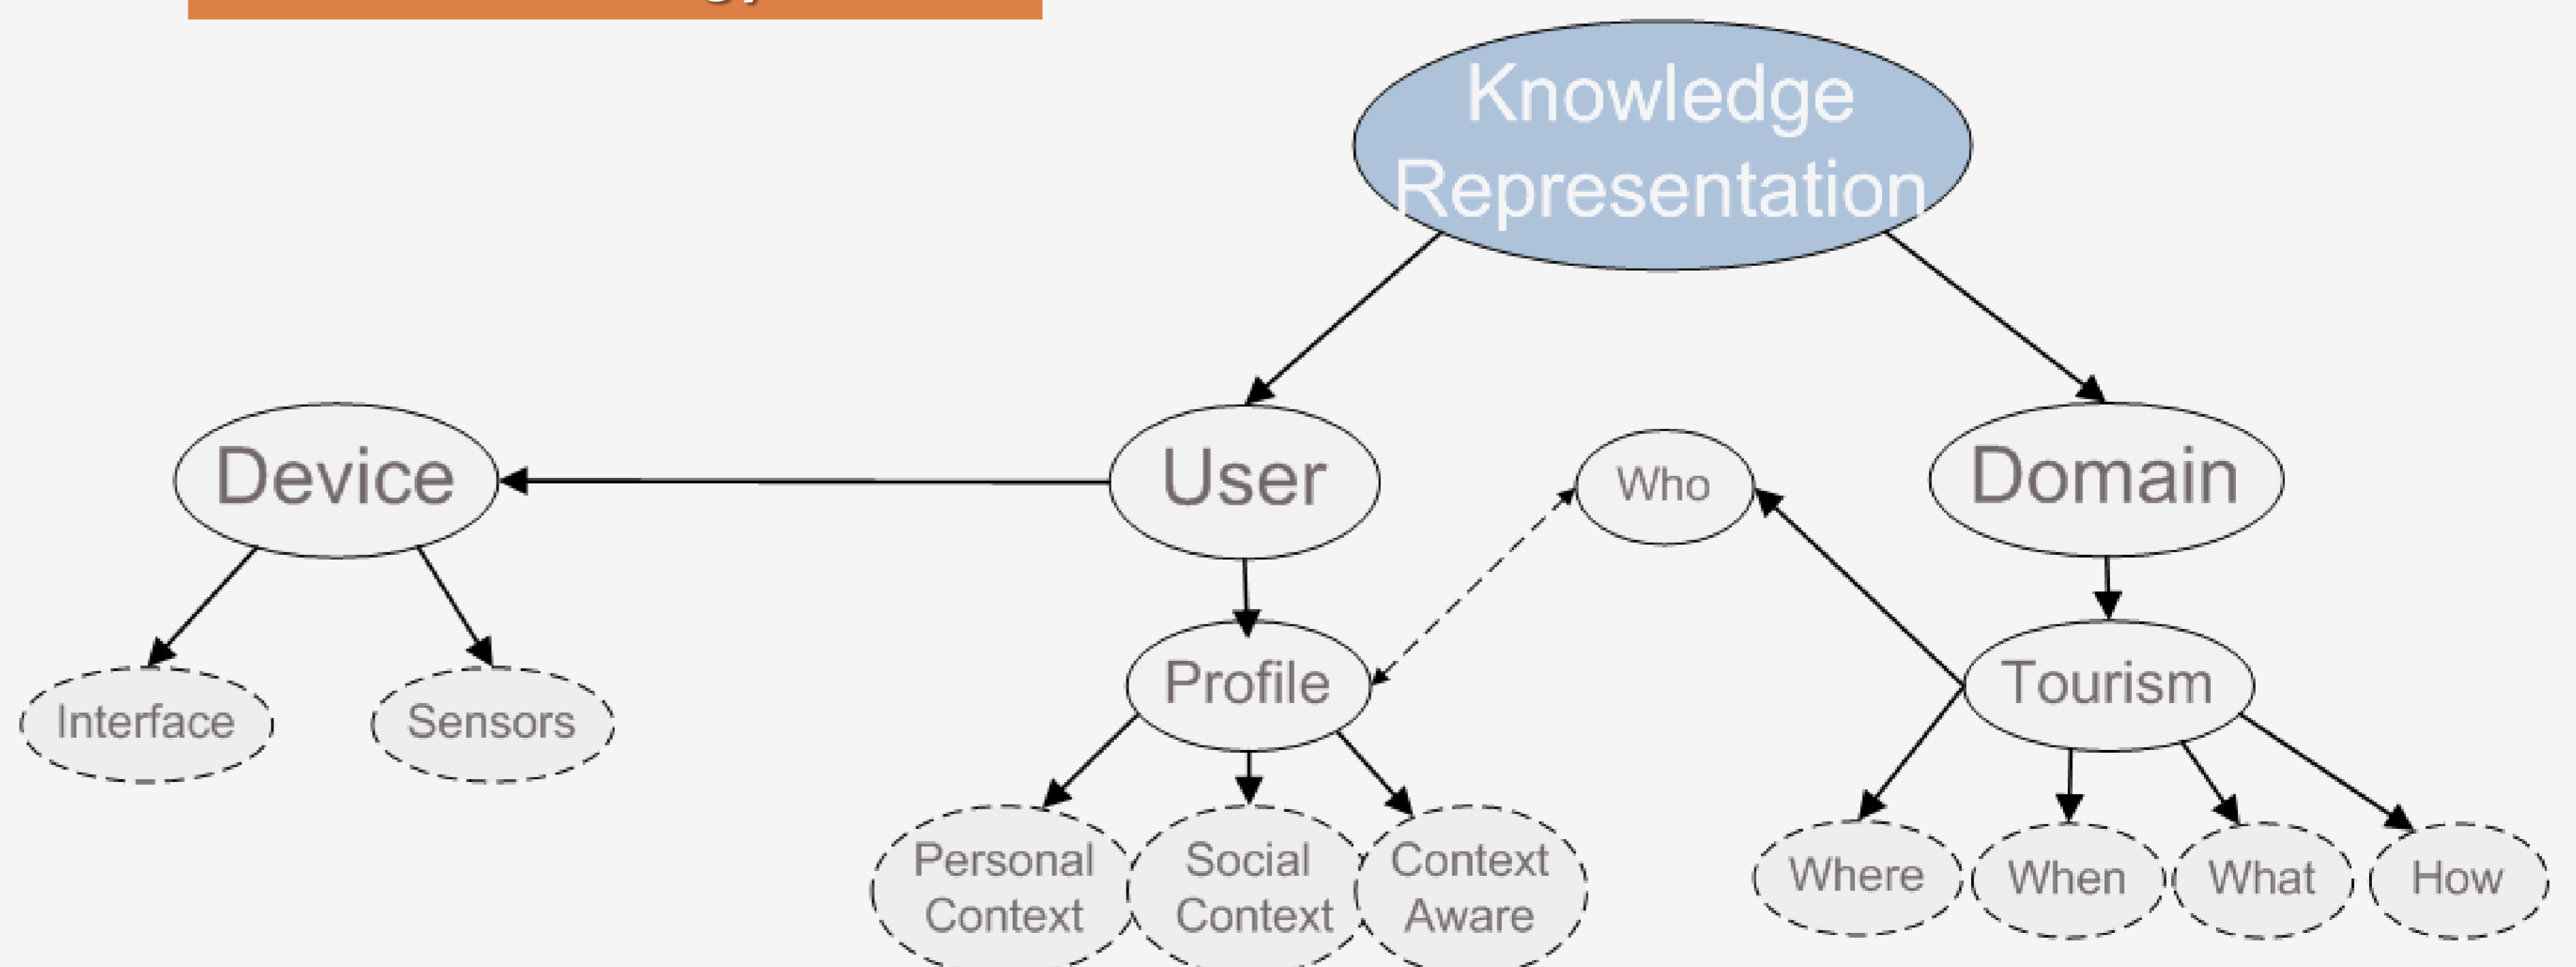 Knowledge
Representation
Device
User
Who
Domain
Profile
Tourism
Interface
Sensors
Personal
Context
Social
Context
Context
Aware
Where
When
What
How